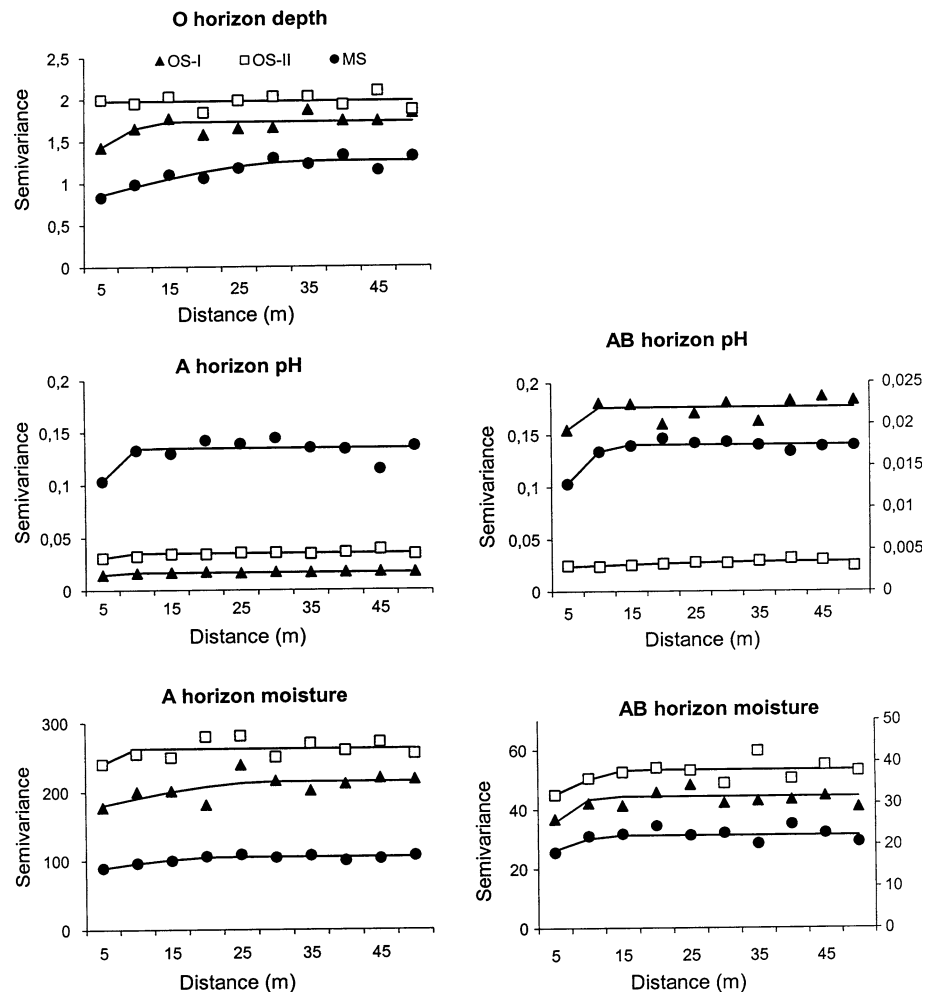 O horizon depth
▲OS-I □OS-II ●MS
Semivariance
2,5
2
1,5
1
0,5
0
5 15 25 35 45
Distance (m)
A horizon pH
Semivariance
0,2
0,15
0,1
0,05
0
5 15 25 35 45
Distance (m)
AB horizon pH
Semivariance
0,2
0,15
0,1
0,05
0
0,025
0,02
0,015
0,01
0,005
0
5 15 25 35 45
Distance (m)
A horizon moisture
Semivariance
300
200
100
0
5 15 25 35 45
Distance (m)
AB horizon moisture
Semivariance
60
40
20
0
50
40
30
20
10
0
5 15 25 35 45
Distance (m)